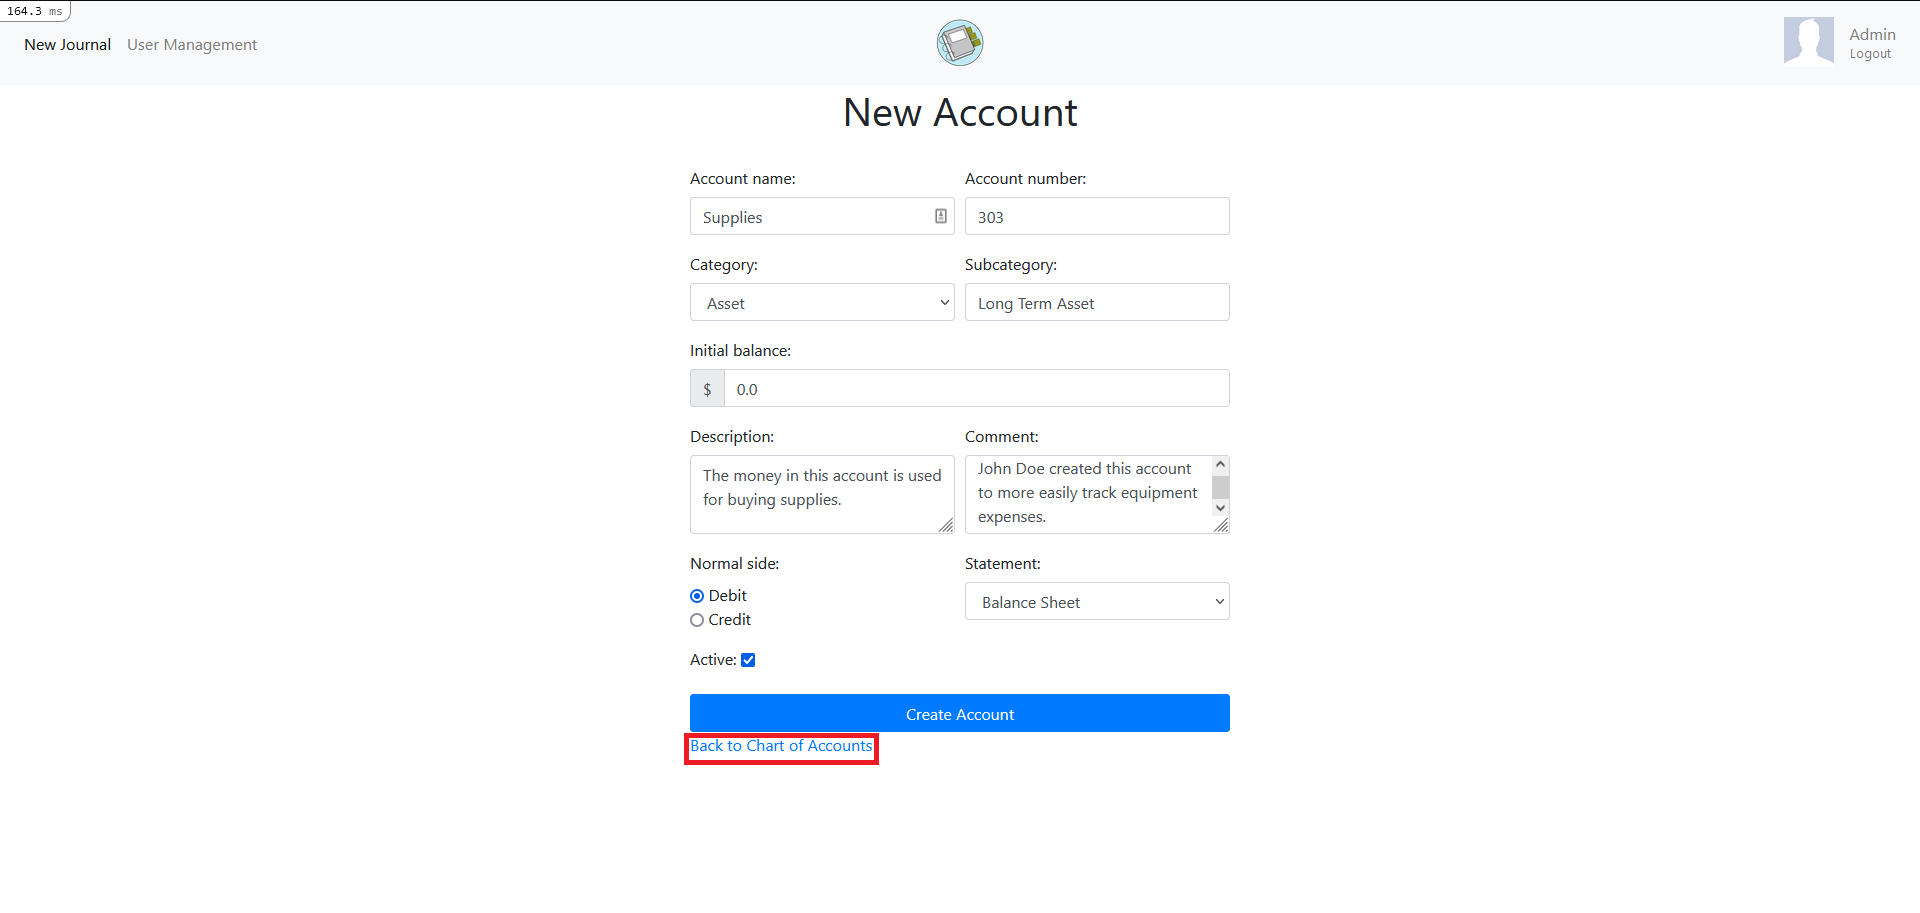 164.3 ms
New Journal User Management
Admin
Logout
New Account
Account name: Account number:
Supplies 303
Category: Subcategory:
Asset Long Term Asset
Initial balance:
$ 0.0
Description: Comment:
The money in this account is used
for buying supplies.
John Doe created this account
to more easily track equipment
expenses.
Normal side: Statement:
Debit
Credit
Balance Sheet
Active:
Create Account
Back to Chart of Accounts